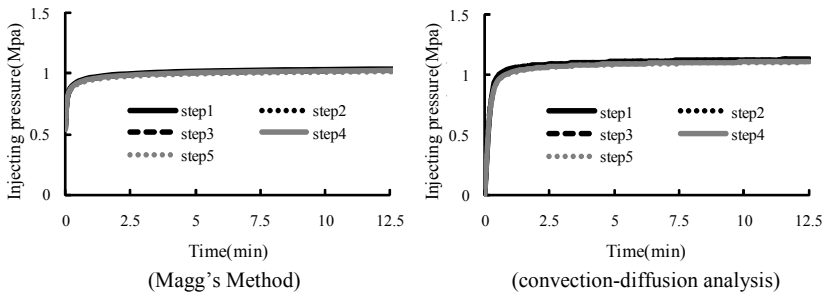 Injecting pressure(Mpa)
1.5
1
0.5
0
step1
step2
step3
step4
step5
0 2.5 5 7.5 10 12.5
Time(min)
(Magg’s Method)
Injecting pressure(Mpa)
1.5
1
0.5
0
step1
step2
step3
step4
step5
0 2.5 5 7.5 10 12.5
Time(min)
(convection-diffusion analysis)